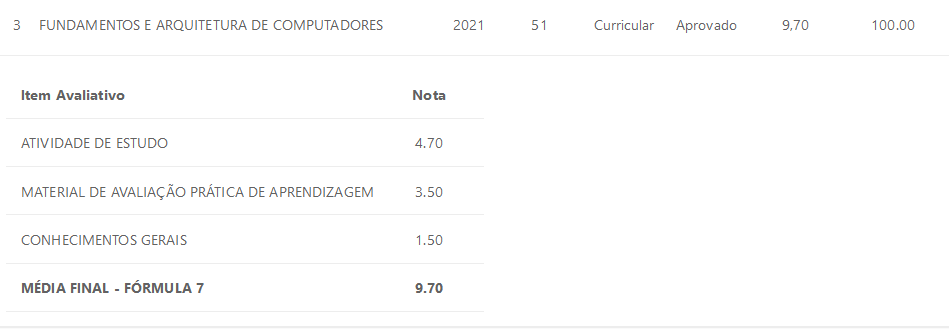 3 FUNDAMENTOS E ARQUITETURA DE COMPUTADORES 2021 51 Curricular Aprovado 9,70 100.00
Item Avaliativo Nota
ATIVIDADE DE ESTUDO 4.70
MATERIAL DE AVALIAÇÃO PRÁTICA DE APRENDIZAGEM 3.50
CONHECIMENTOS GERAIS 1.50
MÉDIA FINAL - FÓRMULA 7 9.70